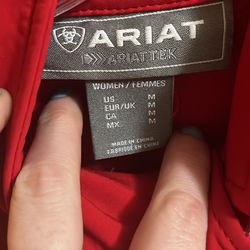 ARIAT
ARIATTEK
WOMEN / FEMMES
US M
EUR/UK M
CA M
MX M
MADE IN CHINA
FABRIQUÉ EN CHINE